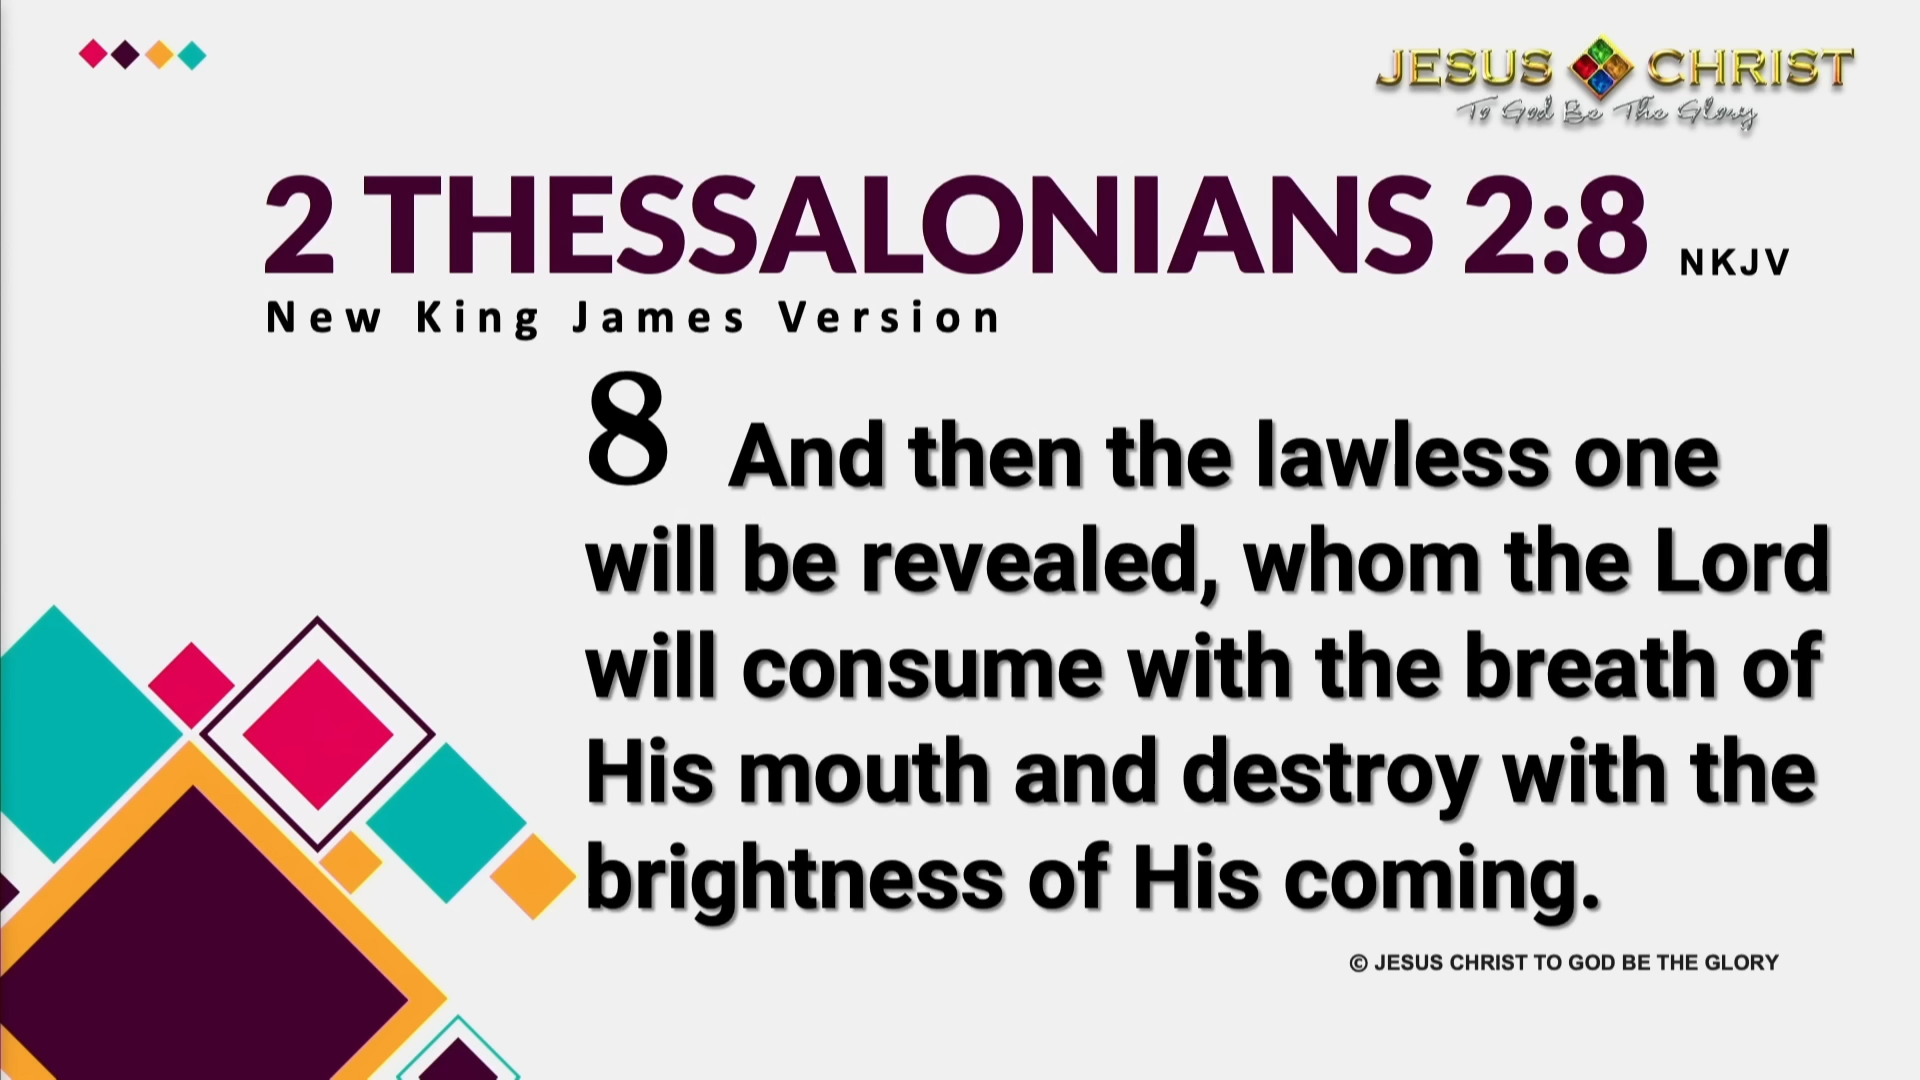 JESUS CHRIST
To God Be The Glory
2 THESSALONIANS 2:8 NKJV
New King James Version
8 And then the lawless one
will be revealed, whom the Lord
will consume with the breath of
His mouth and destroy with the
brightness of His coming.
© JESUS CHRIST TO GOD BE THE GLORY